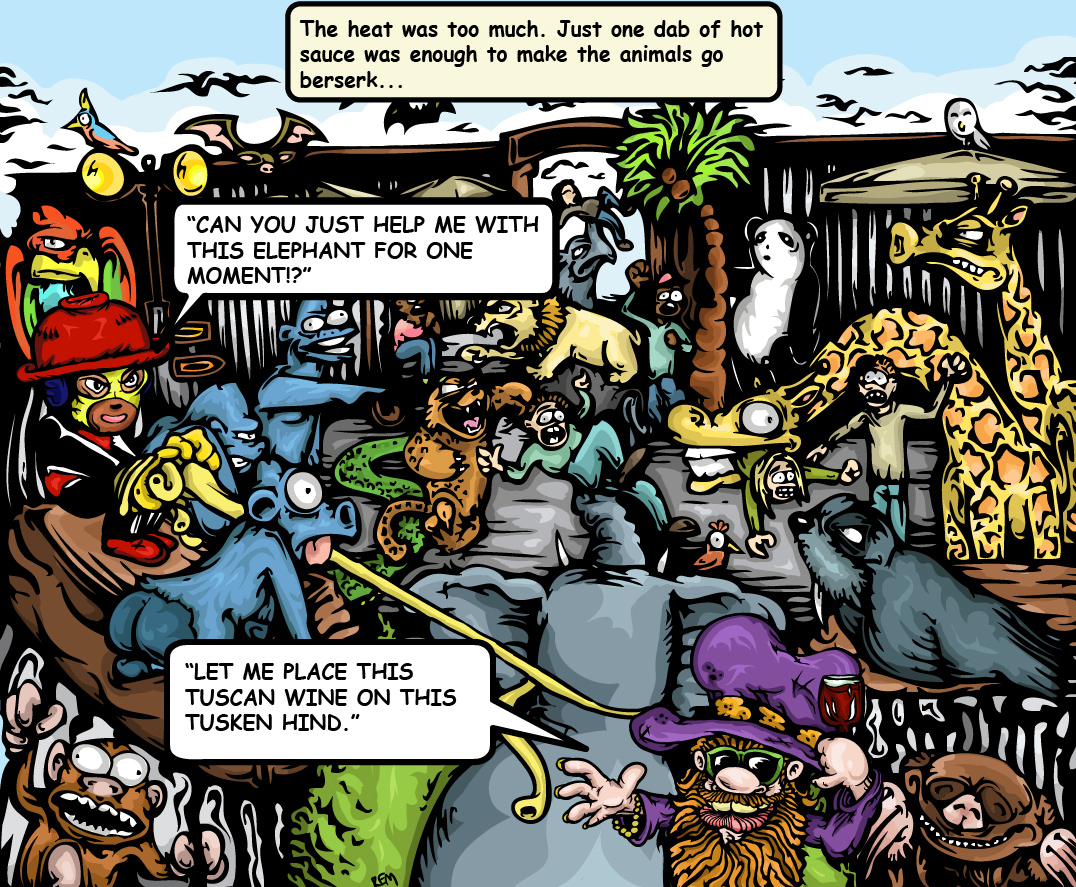 The heat was too much. Just one dab of hot
sauce was enough to make the animals go
berserk...
“CAN YOU JUST HELP ME WITH
THIS ELEPHANT FOR ONE
MOMENT!?”
“LET ME PLACE THIS
TUSCAN WINE ON THIS
TUSKEN HIND.”
REM